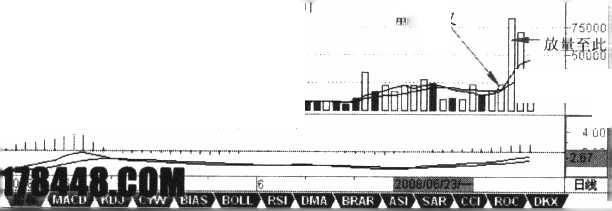 75000
放量至此
50000
4.00
2.67
6
2008/06/23/一
日线
178448.COM
MACD KDJ CYW BIAS BOLL RSI DMA BRAR ASI SAR CCI ROC DKX